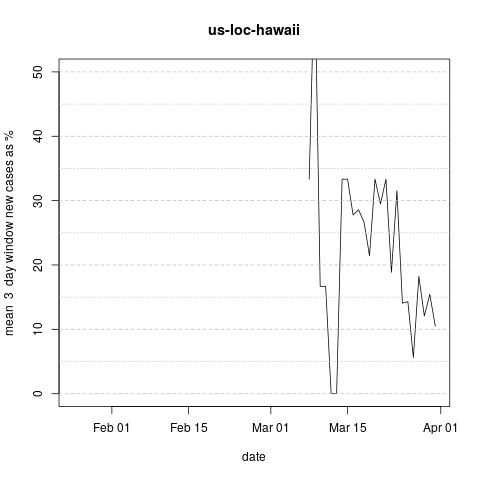 us-loc-hawaii
mean 3 day window new cases as %
50
40
30
20
10
0
Feb 01
Feb 15
Mar 01
Mar 15
Apr 01
date